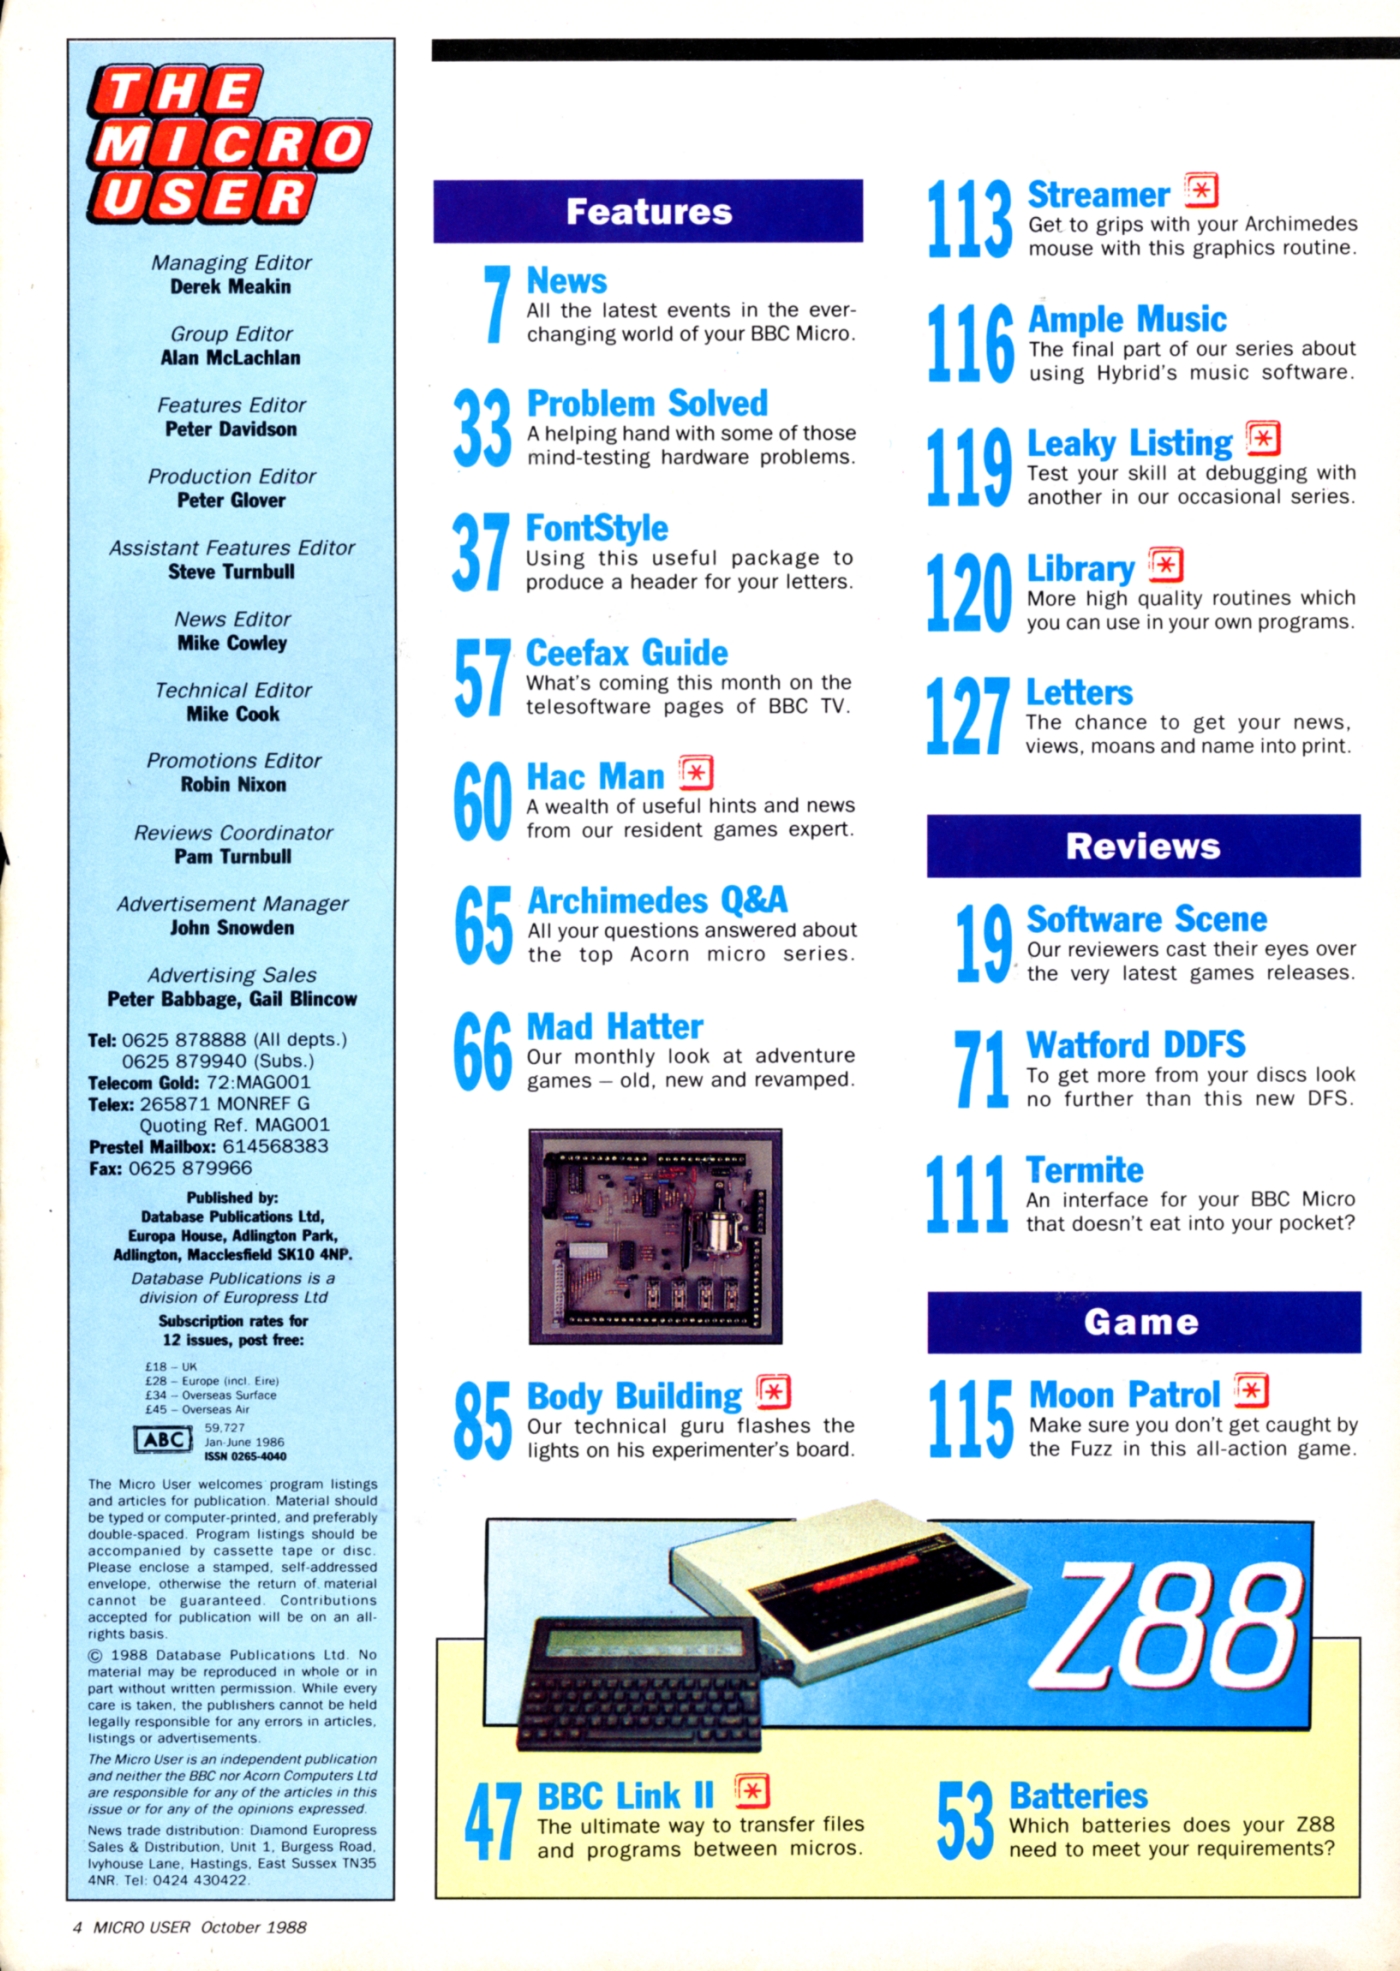 THE
MICRO
USER
Managing Editor
Derek Meakin
Group Editor
Alan McLachlan
Features Editor
Peter Davidson
Production Editor
Peter Glover
Assistant Features Editor
Steve Turnbull
News Editor
Mike Cowley
Technical Editor
Mike Cook
Promotions Editor
Robin Nixon
Reviews Coordinator
Pam Turnbull
Advertisement Manager
John Snowden
Advertising Sales
Peter Babbage, Gail Blincow
Tel: 0625 878888 (All depts.)
0625 879940 (Subs.)
Telecom Gold: 72:MAG001
Telex: 265871 MONREF G
Quoting Ref. MAG001
Prestel Mailbox: 614568383
Fax: 0625 879966
Published by:
Database Publications Ltd,
Europa House, Adlington Park,
Adlington, Macclesfield SK10 4NP.
Database Publications is a
division of Europress Ltd
Subscription rates for
12 issues, post free:
£18 – UK
£28 – Europe (incl. Eire)
£34 – Overseas Surface
£45 – Overseas Air
ABC
59,727
Jan-June 1986
ISSN 0265-4040
The Micro User welcomes program listings
and articles for publication. Material should
be typed or computer-printed, and preferably
double-spaced. Program listings should be
accompanied by cassette tape or disc.
Please enclose a stamped, self-addressed
envelope, otherwise the return of material
cannot be guaranteed. Contributions
accepted for publication will be on an all-
rights basis.
© 1988 Database Publications Ltd. No
material may be reproduced in whole or in
part without written permission. While every
care is taken, the publishers cannot be held
legally responsible for any errors in articles,
listings or advertisements.
The Micro User is an independent publication
and neither the BBC nor Acorn Computers Ltd
are responsible for any of the articles in this
issue or for any of the opinions expressed.
News trade distribution: Diamond Europress
Sales & Distribution, Unit 1, Burgess Road,
Ivyhouse Lane, Hastings, East Sussex TN35
4NR. Tel: 0424 430422.
Features
7 News
All the latest events in the ever-
changing world of your BBC Micro.
33 Problem Solved
A helping hand with some of those
mind-testing hardware problems.
37 FontStyle
Using this useful package to
produce a header for your letters.
57 Ceefax Guide
What's coming this month on the
telesoftware pages of BBC TV.
60 Hac Man *
A wealth of useful hints and news
from our resident games expert.
65 Archimedes Q&A
All your questions answered about
the top Acorn micro series.
66 Mad Hatter
Our monthly look at adventure
games – old, new and revamped.
85 Body Building *
Our technical guru flashes the
lights on his experimenter's board.
113 Streamer *
Get to grips with your Archimedes
mouse with this graphics routine.
116 Ample Music
The final part of our series about
using Hybrid's music software.
119 Leaky Listing *
Test your skill at debugging with
another in our occasional series.
120 Library *
More high quality routines which
you can use in your own programs.
127 Letters
The chance to get your news,
views, moans and name into print.
Reviews
19 Software Scene
Our reviewers cast their eyes over
the very latest games releases.
71 Watford DDFS
To get more from your discs look
no further than this new DFS.
111 Termite
An interface for your BBC Micro
that doesn't eat into your pocket?
Game
115 Moon Patrol *
Make sure you don't get caught by
the Fuzz in this all-action game.
Z88
47 BBC Link II *
The ultimate way to transfer files
and programs between micros.
53 Batteries
Which batteries does your Z88
need to meet your requirements?
4 MICRO USER October 1988